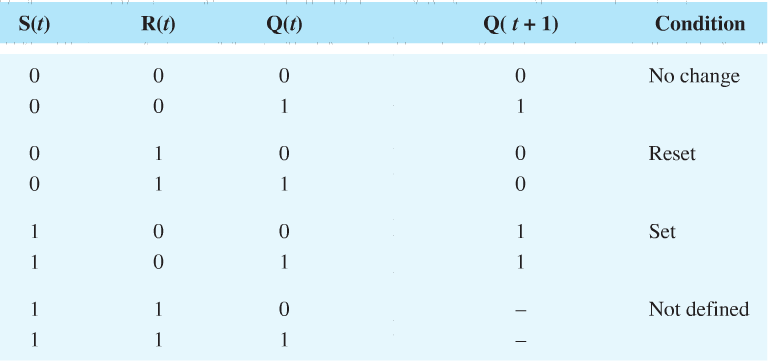 S(t) R(t) Q(t) Q( t + 1) Condition
0 0 0 0 No change
0 0 1 1
0 1 0 0 Reset
0 1 1 0
1 0 0 1 Set
1 0 1 1
1 1 0 – Not defined
1 1 1 –